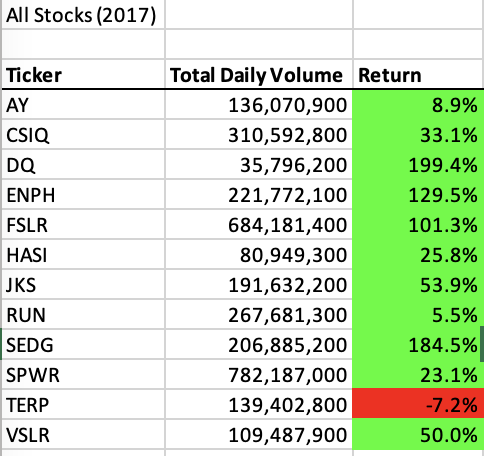 All Stocks (2017)
Ticker Total Daily Volume Return
AY 136,070,900 8.9%
CSIQ 310,592,800 33.1%
DQ 35,796,200 199.4%
ENPH 221,772,100 129.5%
FSLR 684,181,400 101.3%
HASI 80,949,300 25.8%
JKS 191,632,200 53.9%
RUN 267,681,300 5.5%
SEDG 206,885,200 184.5%
SPWR 782,187,000 23.1%
TERP 139,402,800 -7.2%
VSLR 109,487,900 50.0%